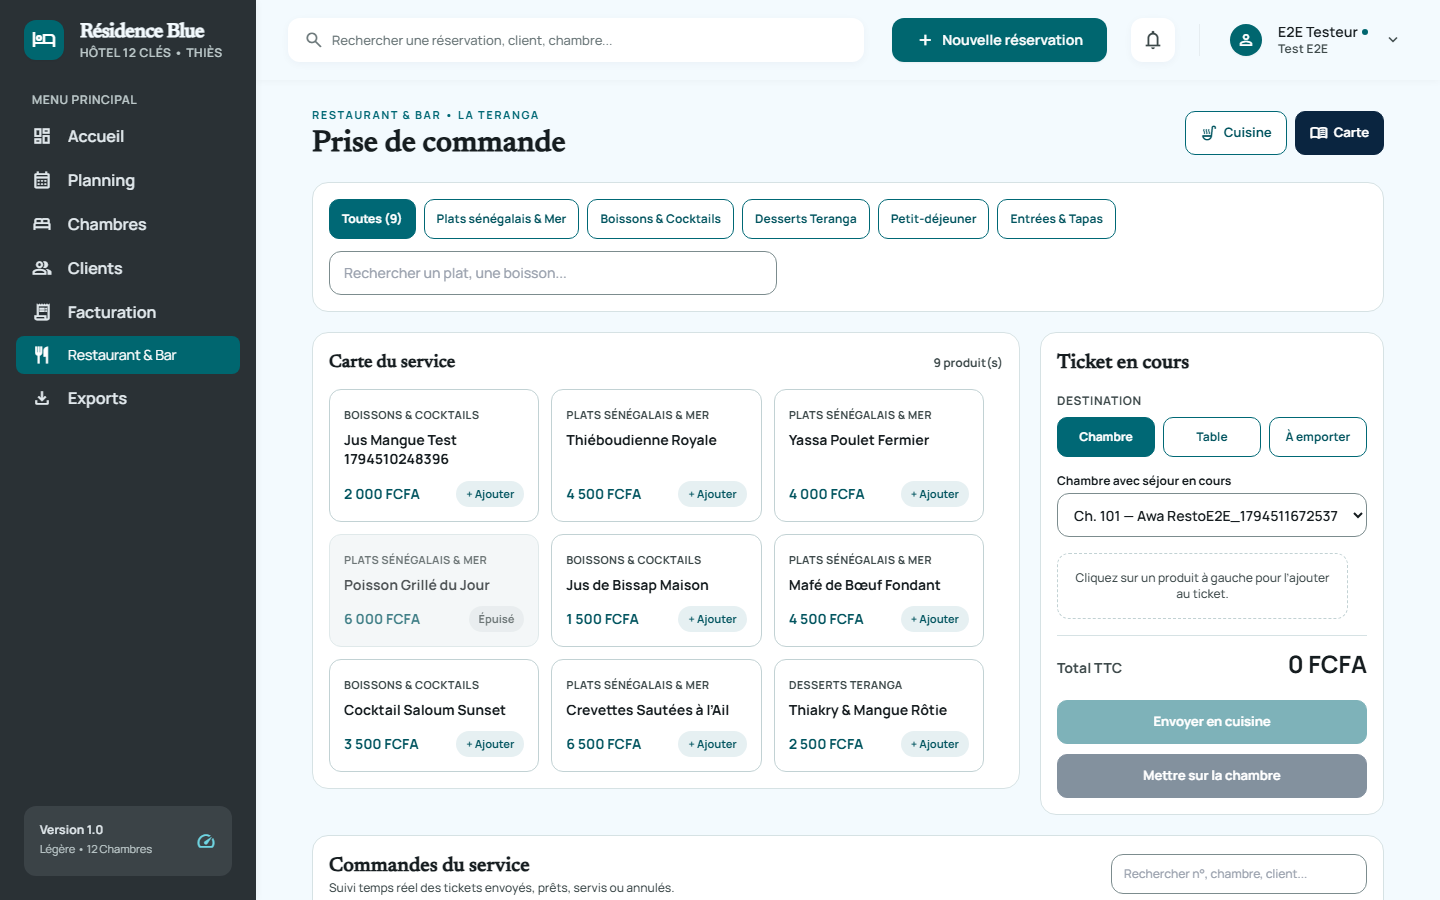 Résidence Blue
HÔTEL 12 CLÉS • THIÈS
MENU PRINCIPAL
Accueil
Planning
Chambres
Clients
Facturation
Restaurant & Bar
Exports
Version 1.0
Légère • 12 Chambres
Rechercher une réservation, client, chambre...
+ Nouvelle réservation
E2E Testeur
Test E2E
RESTAURANT & BAR • LA TERANGA
Prise de commande
Cuisine
Carte
Toutes (9)
Plats sénégalais & Mer
Boissons & Cocktails
Desserts Teranga
Petit-déjeuner
Entrées & Tapas
Rechercher un plat, une boisson...
Carte du service
9 produit(s)
BOISSONS & COCKTAILS
Jus Mangue Test
1794510248396
2 000 FCFA
+ Ajouter
PLATS SÉNÉGALAIS & MER
Thiéboudienne Royale
4 500 FCFA
+ Ajouter
PLATS SÉNÉGALAIS & MER
Yassa Poulet Fermier
4 000 FCFA
+ Ajouter
PLATS SÉNÉGALAIS & MER
Poisson Grillé du Jour
6 000 FCFA
Épuisé
BOISSONS & COCKTAILS
Jus de Bissap Maison
1 500 FCFA
+ Ajouter
PLATS SÉNÉGALAIS & MER
Mafé de Bœuf Fondant
4 500 FCFA
+ Ajouter
BOISSONS & COCKTAILS
Cocktail Saloum Sunset
3 500 FCFA
+ Ajouter
PLATS SÉNÉGALAIS & MER
Crevettes Sautées à l'Ail
6 500 FCFA
+ Ajouter
DESSERTS TERANGA
Thiakry & Mangue Rôtie
2 500 FCFA
+ Ajouter
Ticket en cours
DESTINATION
Chambre
Table
À emporter
Chambre avec séjour en cours
Ch. 101 — Awa RestoE2E_1794511672537
Cliquez sur un produit à gauche pour l'ajouter
au ticket.
Total TTC
0 FCFA
Envoyer en cuisine
Mettre sur la chambre
Commandes du service
Suivi temps réel des tickets envoyés, prêts, servis ou annulés.
Rechercher n°, chambre, client...